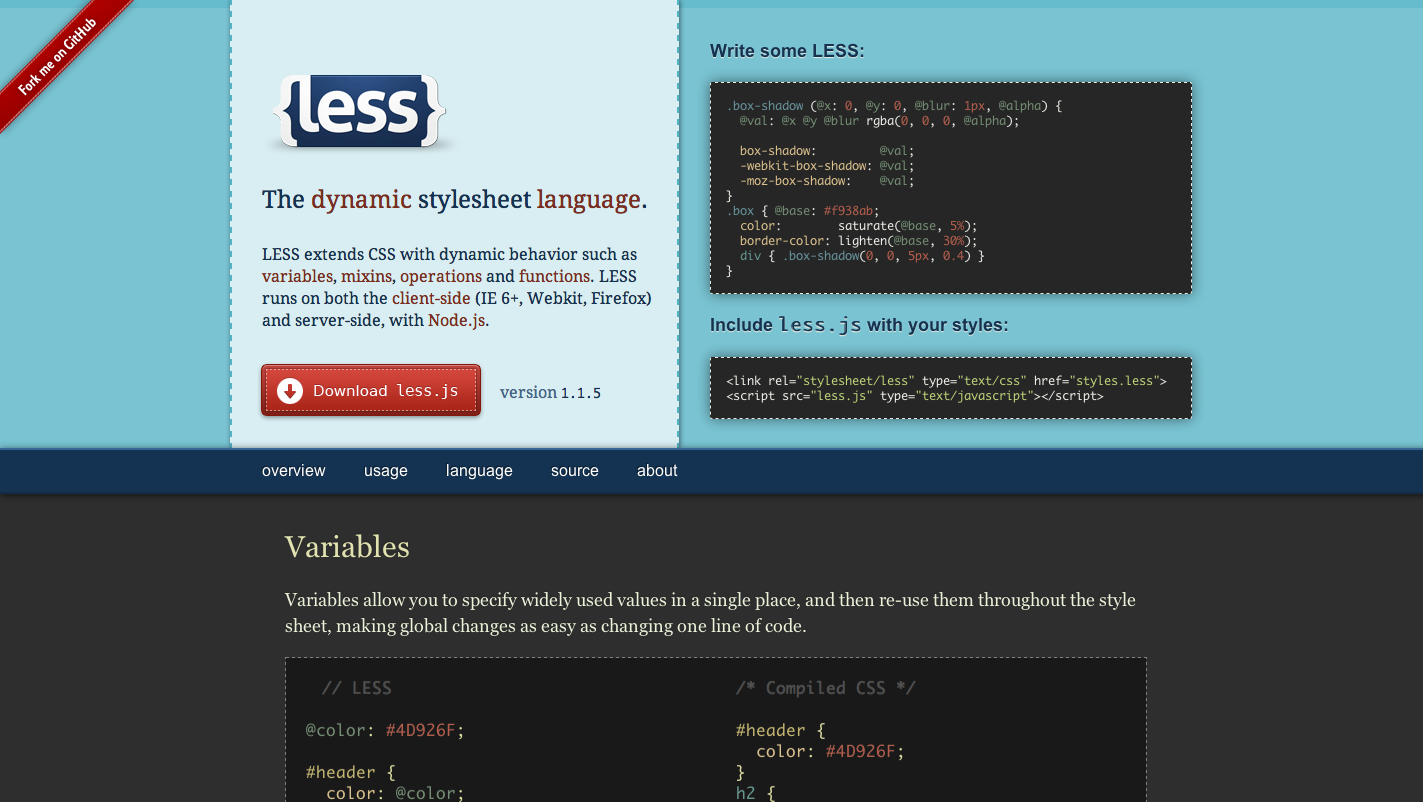 Fork me on GitHub
{less}
The dynamic stylesheet language.
LESS extends CSS with dynamic behavior such as
variables, mixins, operations and functions. LESS
runs on both the client-side (IE 6+, Webkit, Firefox)
and server-side, with Node.js.
Download less.js
version 1.1.5
Write some LESS:
.box-shadow (@x: 0, @y: 0, @blur: 1px, @alpha) {
  @val: @x @y @blur rgba(0, 0, 0, @alpha);
  box-shadow:         @val;
  -webkit-box-shadow: @val;
  -moz-box-shadow:    @val;
}
.box { @base: #f938ab;
  color:        saturate(@base, 5%);
  border-color: lighten(@base, 30%);
  div { .box-shadow(0, 0, 5px, 0.4) }
}
Include less.js with your styles:
<link rel="stylesheet/less" type="text/css" href="styles.less">
<script src="less.js" type="text/javascript"></script>
overview usage language source about
Variables
Variables allow you to specify widely used values in a single place, and then re-use them throughout the style
sheet, making global changes as easy as changing one line of code.
// LESS
@color: #4D926F;
#header {
  color: @color;
/* Compiled CSS */
#header {
  color: #4D926F;
}
h2 {